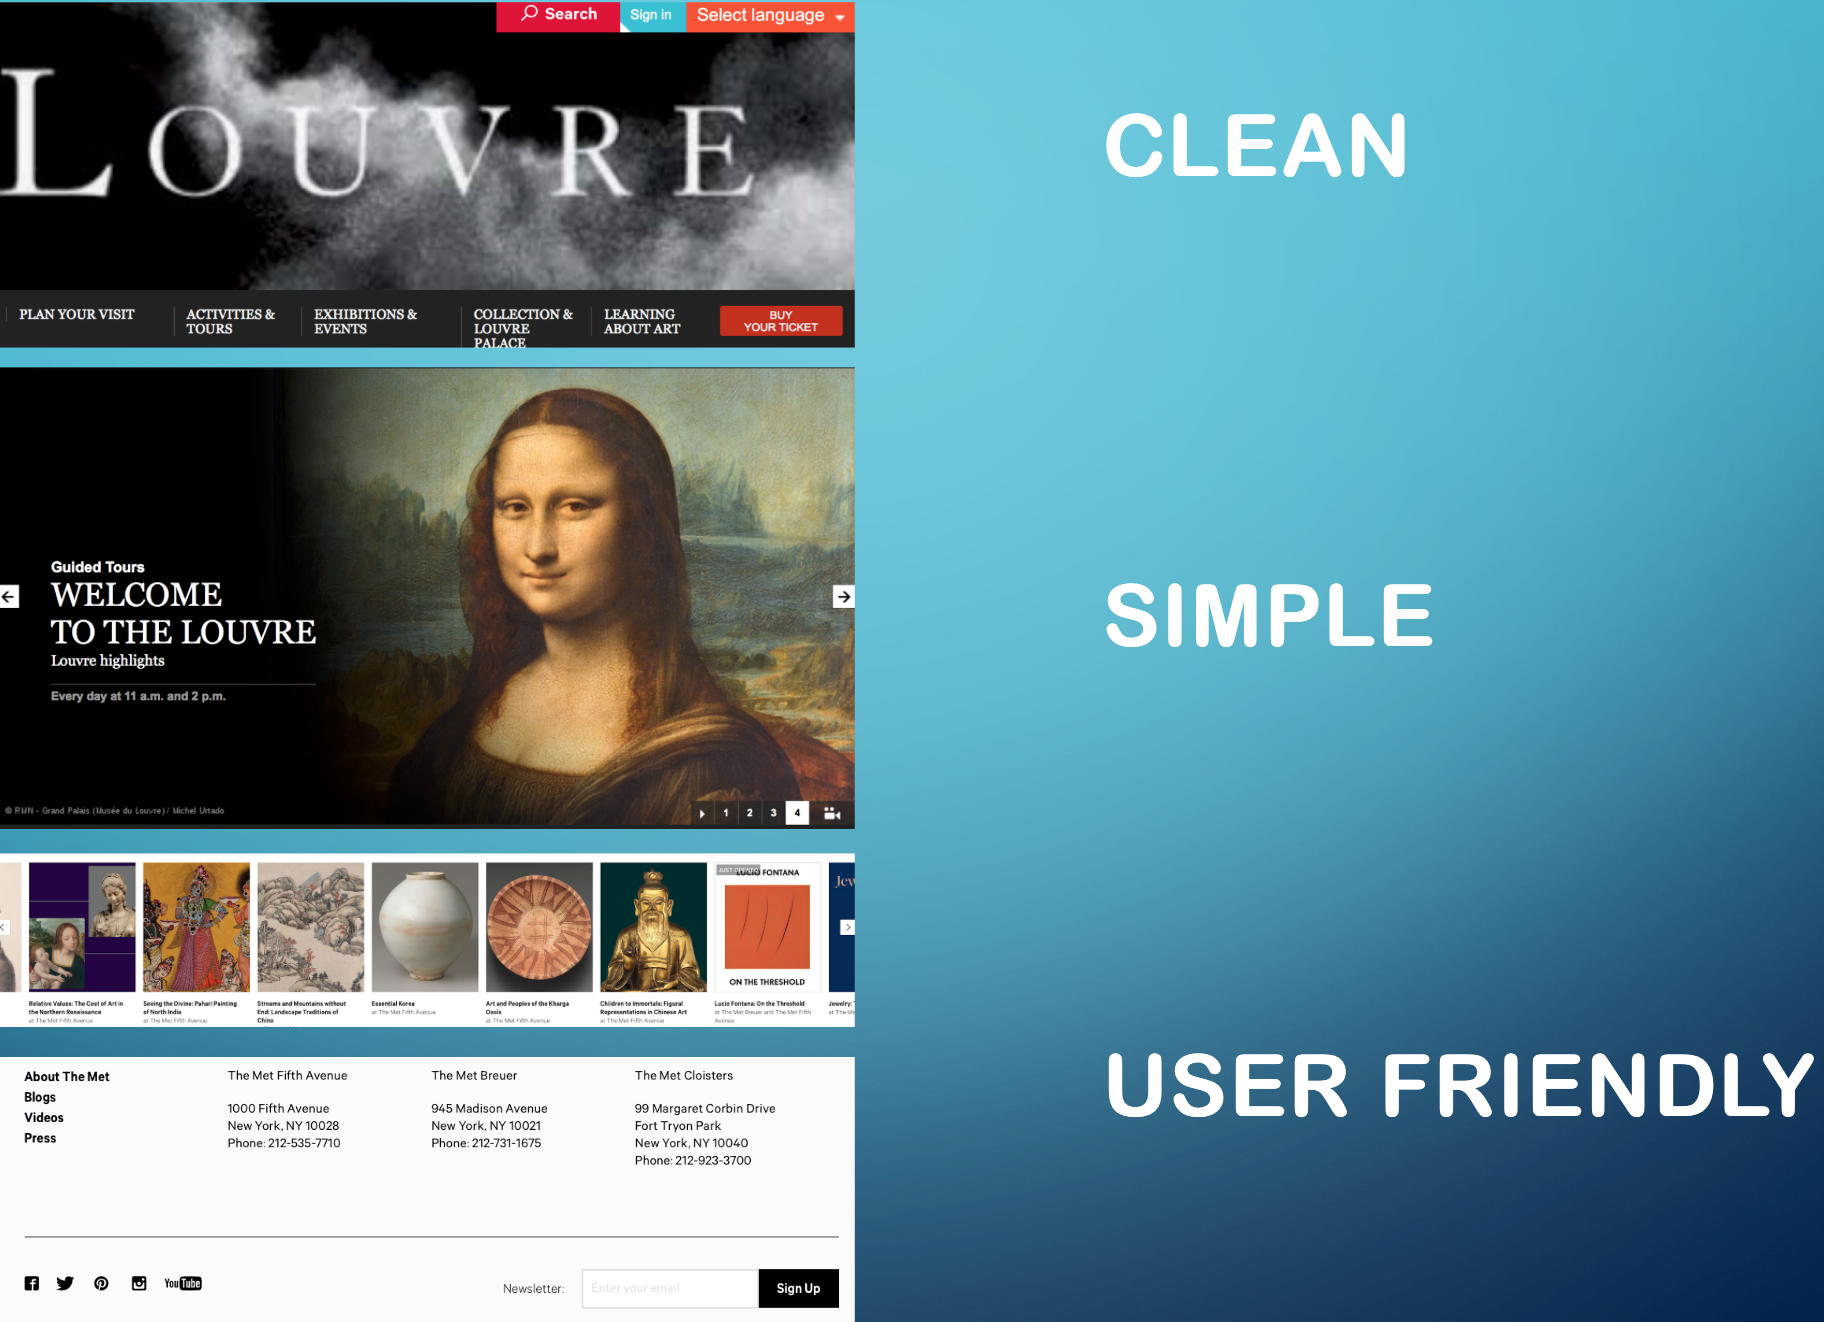 Search
Sign in
Select language
LOUVRE
PLAN YOUR VISIT
ACTIVITIES &
TOURS
EXHIBITIONS &
EVENTS
COLLECTION &
LOUVRE
PALACE
LEARNING
ABOUT ART
BUY
YOUR TICKET
Guided Tours
WELCOME
TO THE LOUVRE
Louvre highlights
Every day at 11 a.m. and 2 p.m.
© RMN - Grand Palais (Musée du Louvre) / Michel Urtado
1 2 3 4
JUST OPENED
LUCIO FONTANA
ON THE THRESHOLD
Jew
Relative Values: The Cost of Art in
the Northern Renaissance
at The Met Fifth Avenue
Seeing the Divine: Pahari Painting
of North India
at The Met Fifth Avenue
Streams and Mountains without
End: Landscape Traditions of
China
Essential Korea
at The Met Fifth Avenue
Art and Peoples of the Kharga
Oasis
at The Met Fifth Avenue
Children to Immortals: Figural
Representations in Chinese Art
at The Met Fifth Avenue
Lucio Fontana: On the Threshold
at The Met Breuer and The Met Fifth
Avenue
Jewelry:
at The Me
About The Met
Blogs
Videos
Press
The Met Fifth Avenue
1000 Fifth Avenue
New York, NY 10028
Phone: 212-535-7710
The Met Breuer
945 Madison Avenue
New York, NY 10021
Phone: 212-731-1675
The Met Cloisters
99 Margaret Corbin Drive
Fort Tryon Park
New York, NY 10040
Phone: 212-923-3700
YouTube
Newsletter:
Enter your email
Sign Up
CLEAN
SIMPLE
USER FRIENDLY